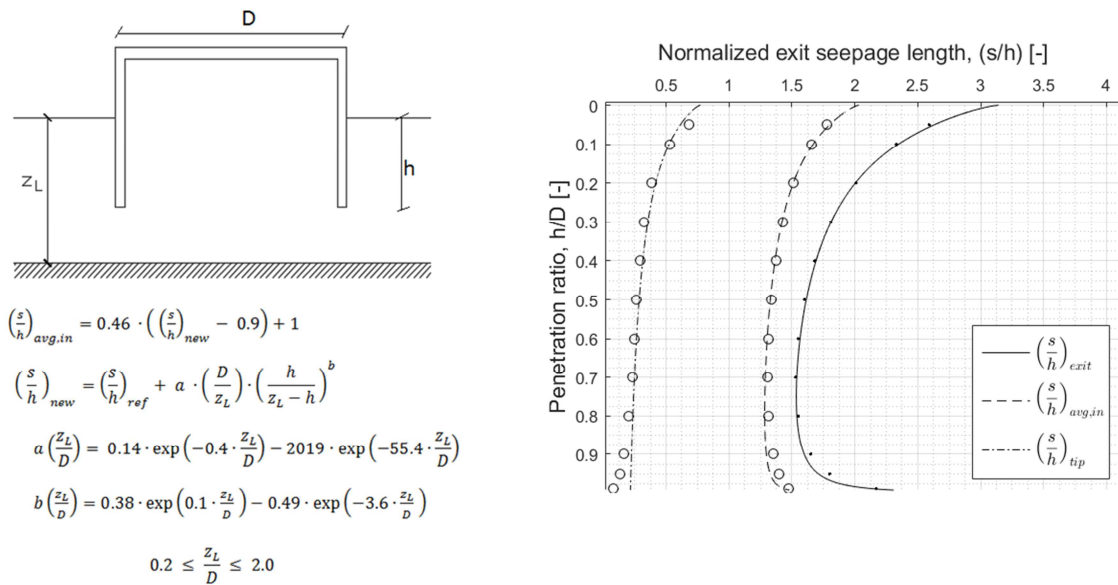 D
z_L
h
(s/h)_avg,in = 0.46 · ((s/h)_new − 0.9) + 1
(s/h)_new = (s/h)_ref + a · (D/z_L) · (h/(z_L − h))^b
a(z_L/D) = 0.14 · exp(−0.4 · z_L/D) − 2019 · exp(−55.4 · z_L/D)
b(z_L/D) = 0.38 · exp(0.1 · z_L/D) − 0.49 · exp(−3.6 · z_L/D)
0.2 ≤ z_L/D ≤ 2.0
Normalized exit seepage length, (s/h) [-]
0.5 1 1.5 2 2.5 3 3.5 4
Penetration ratio, h/D [-]
0
0.1
0.2
0.3
0.4
0.5
0.6
0.7
0.8
0.9
(s/h)_exit
(s/h)_avg,in
(s/h)_tip